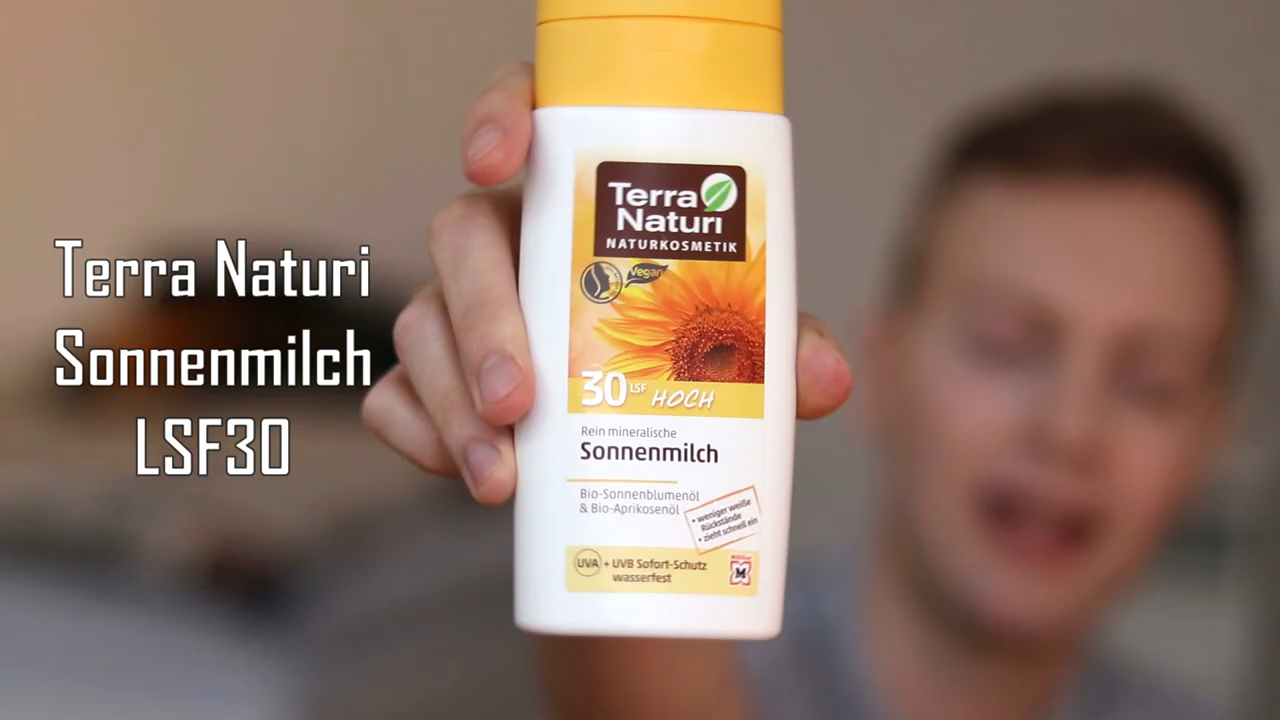 Terra Naturi
Sonnenmilch
LSF30
Terra
Naturi
NATURKOSMETIK
Vegan
30 LSF HOCH
Rein mineralische
Sonnenmilch
Bio-Sonnenblumenöl
& Bio-Aprikosenöl
• weniger weiße
Rückstände
• zieht schnell ein
UVA + UVB Sofort-Schutz
wasserfest
Müller
M